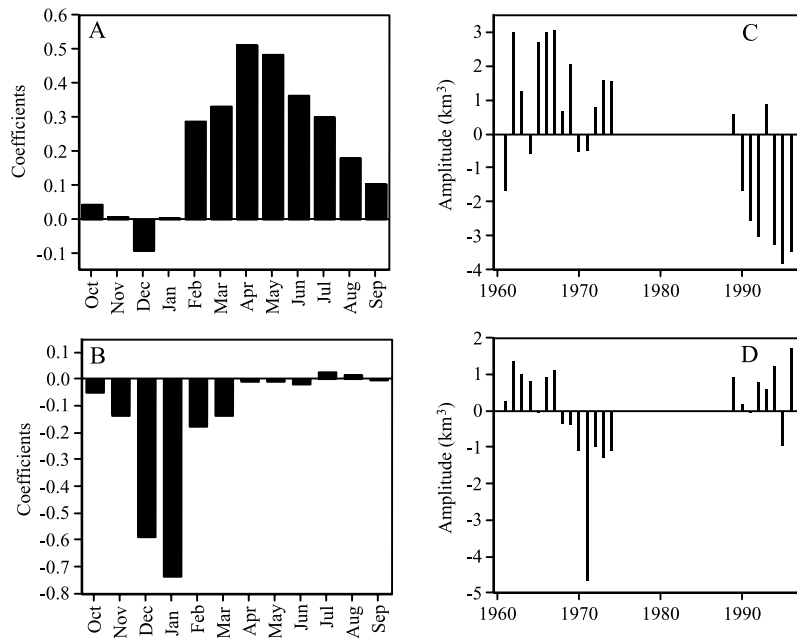 A
Coefficients
0.6
0.5
0.4
0.3
0.2
0.1
0.0
-0.1
Oct Nov Dec Jan Feb Mar Apr May Jun Jul Aug Sep
C
Amplitude (km³)
3
2
1
0
-1
-2
-3
-4
1960 1970 1980 1990
B
Coefficients
0.1
0.0
-0.1
-0.2
-0.3
-0.4
-0.5
-0.6
-0.7
-0.8
Oct Nov Dec Jan Feb Mar Apr May Jun Jul Aug Sep
D
Amplitude (km³)
2
1
0
-1
-2
-3
-4
-5
1960 1970 1980 1990